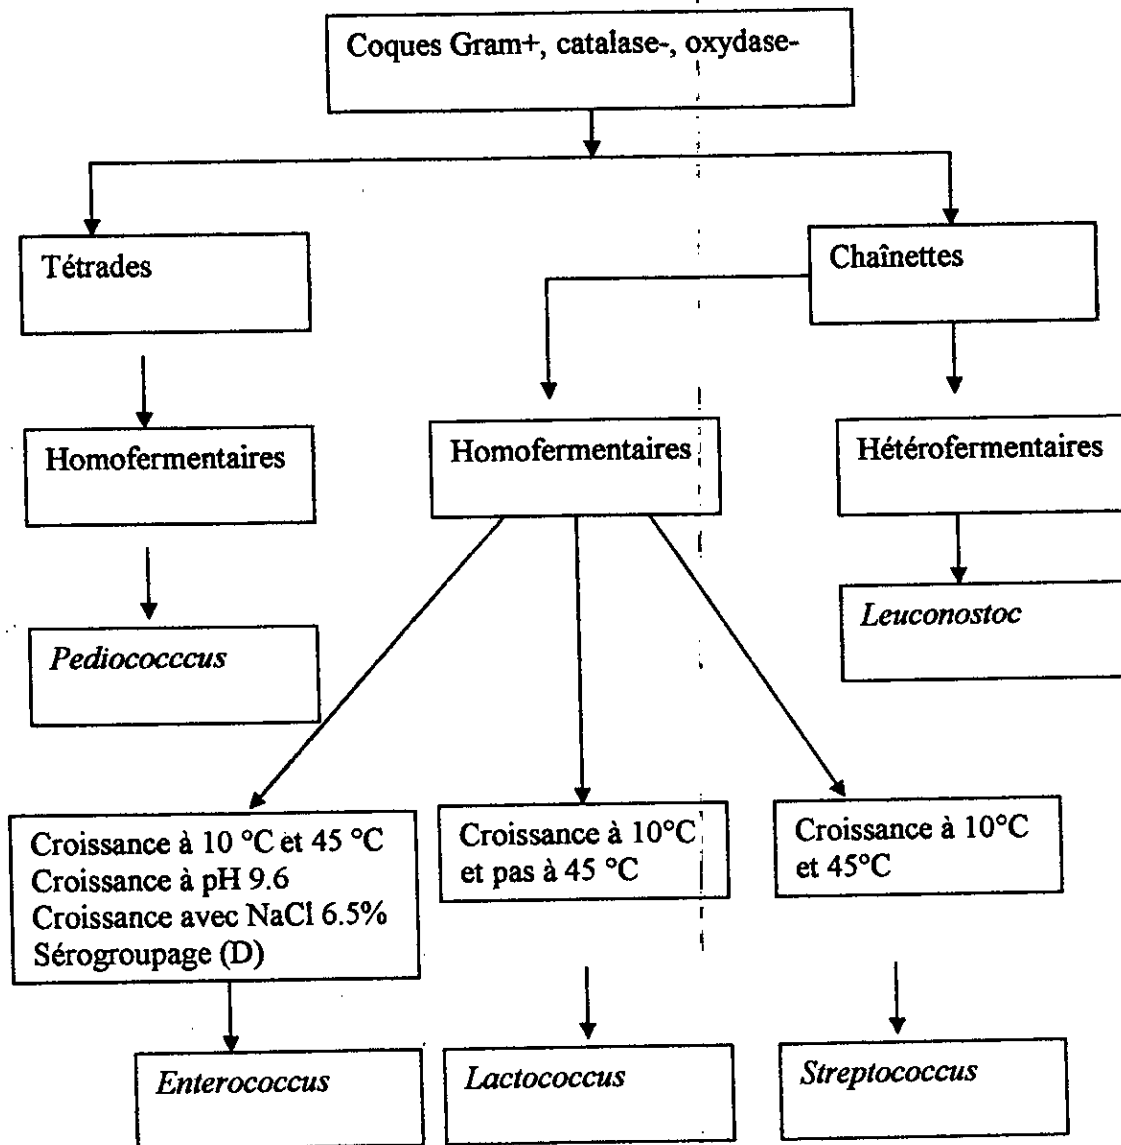 Coques Gram+, catalase-, oxydase-
Tétrades
Chaînettes
Homofermentaires
Homofermentaires
Hétérofermentaires
Pediococccus
Leuconostoc
Croissance à 10 °C et 45 °C
Croissance à pH 9.6
Croissance avec NaCl 6.5%
Sérogroupage (D)
Croissance à 10°C
et pas à 45 °C
Croissance à 10°C
et 45°C
Enterococcus
Lactococcus
Streptococcus